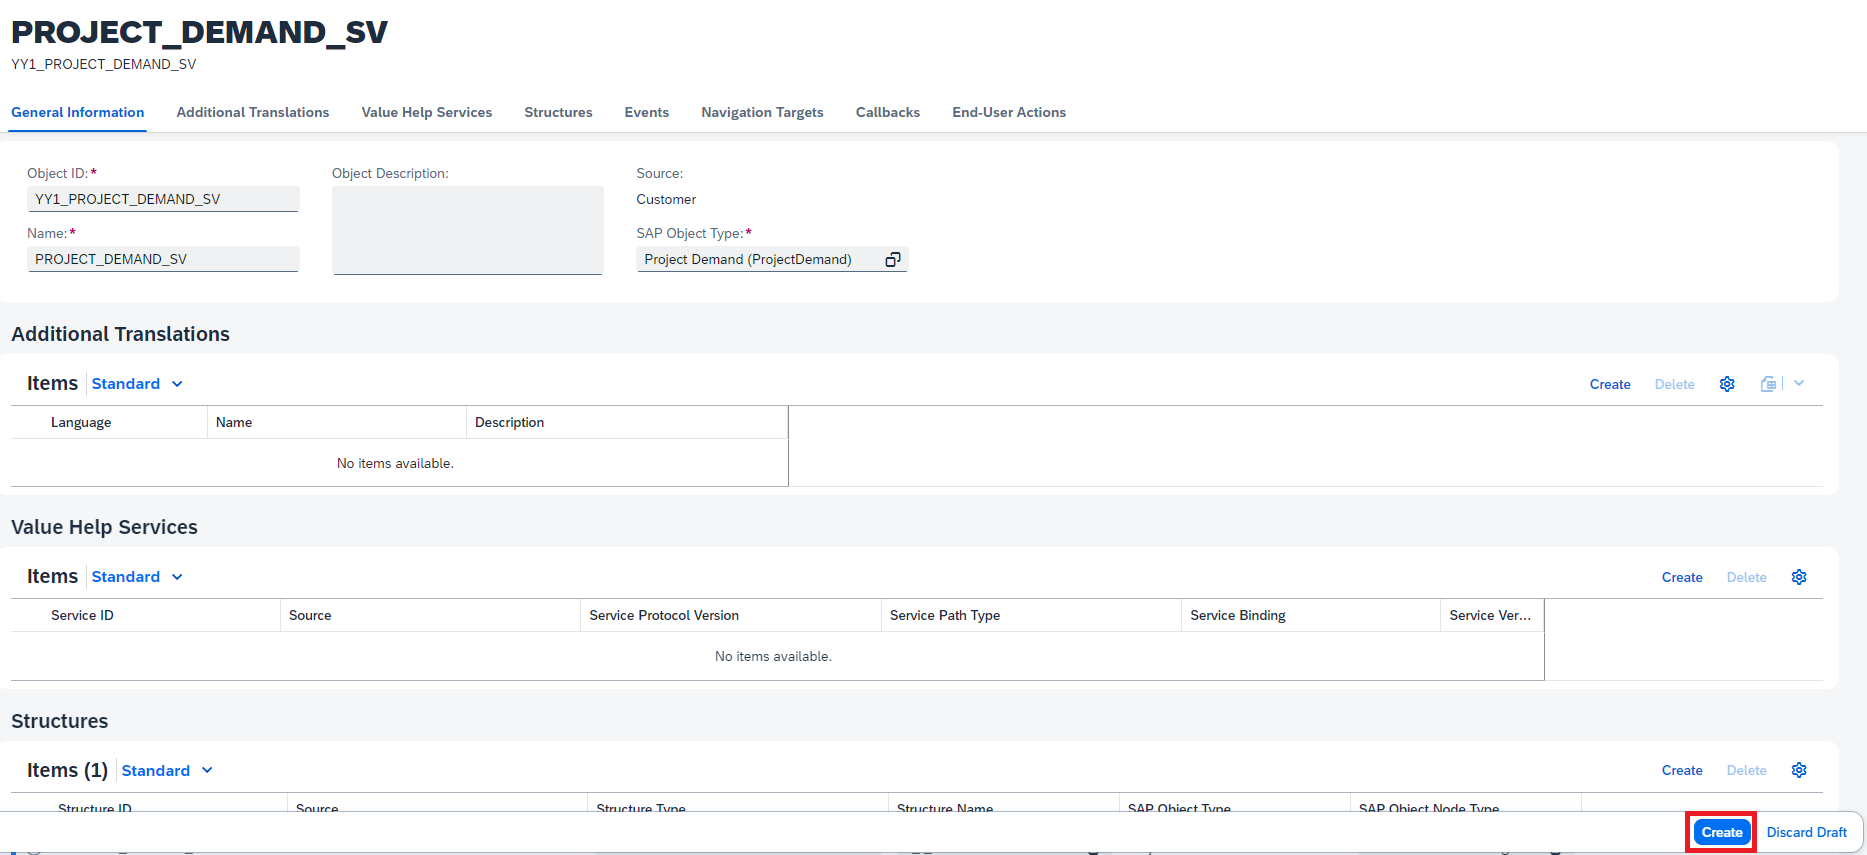 PROJECT_DEMAND_SV
YY1_PROJECT_DEMAND_SV
General Information Additional Translations Value Help Services Structures Events Navigation Targets Callbacks End-User Actions
Object ID:* Object Description: Source:
YY1_PROJECT_DEMAND_SV Customer
Name:* SAP Object Type:*
PROJECT_DEMAND_SV Project Demand (ProjectDemand)
Additional Translations
Items Standard Create Delete
Language Name Description
No items available.
Value Help Services
Items Standard Create Delete
Service ID Source Service Protocol Version Service Path Type Service Binding Service Ver...
No items available.
Structures
Items (1) Standard Create Delete
Structure ID Source Structure Type Structure Name SAP Object Type SAP Object Node Type
Create Discard Draft